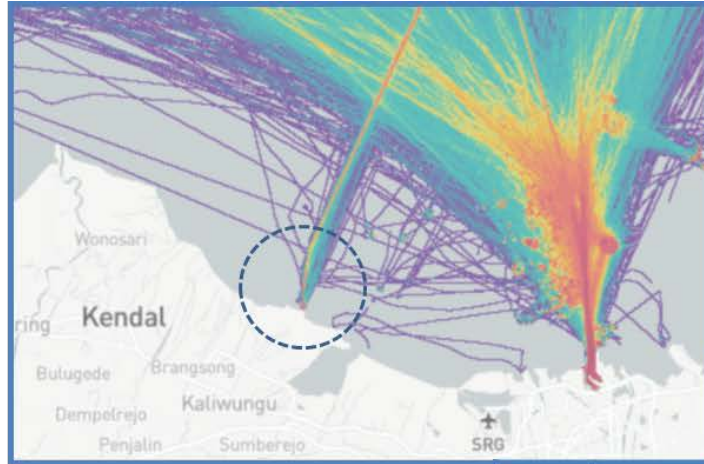 Wonosari
ring
Kendal
Bulugede
Brangsong
Dempelrejo
Kaliwungu
Penjalin
Sumberejo
SRG